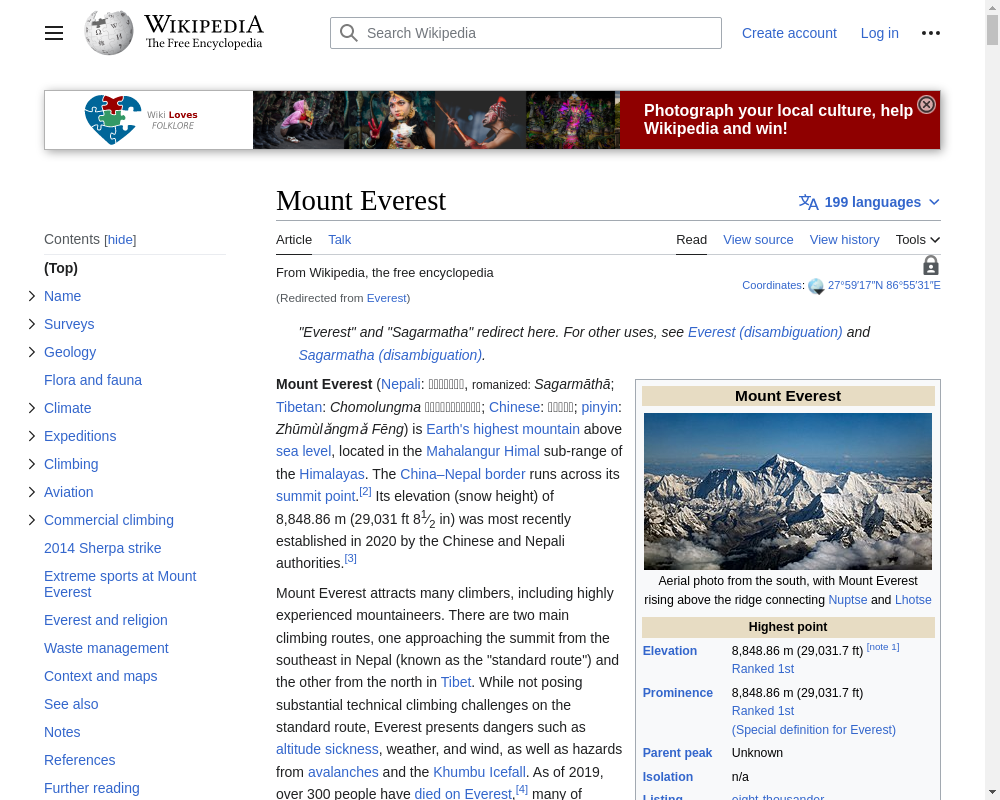 WIKIPEDIA
The Free Encyclopedia
Search Wikipedia
Create account
Log in
Wiki Loves
FOLKLORE
Photograph your local culture, help
Wikipedia and win!
Mount Everest
199 languages
Contents [hide]
(Top)
Name
Surveys
Geology
Flora and fauna
Climate
Expeditions
Climbing
Aviation
Commercial climbing
2014 Sherpa strike
Extreme sports at Mount
Everest
Everest and religion
Waste management
Context and maps
See also
Notes
References
Further reading
Article
Talk
Read
View source
View history
Tools
From Wikipedia, the free encyclopedia
Coordinates: 27°59′17″N 86°55′31″E
(Redirected from Everest)
"Everest" and "Sagarmatha" redirect here. For other uses, see Everest (disambiguation) and
Sagarmatha (disambiguation).
Mount Everest (Nepali: , romanized: Sagarmāthā;
Tibetan: Chomolungma ; Chinese: ; pinyin:
Zhūmùlǎngmǎ Fēng) is Earth's highest mountain above
sea level, located in the Mahalangur Himal sub-range of
the Himalayas. The China–Nepal border runs across its
summit point.[2] Its elevation (snow height) of
8,848.86 m (29,031 ft 8 1⁄2 in) was most recently
established in 2020 by the Chinese and Nepali
authorities.[3]
Mount Everest attracts many climbers, including highly
experienced mountaineers. There are two main
climbing routes, one approaching the summit from the
southeast in Nepal (known as the "standard route") and
the other from the north in Tibet. While not posing
substantial technical climbing challenges on the
standard route, Everest presents dangers such as
altitude sickness, weather, and wind, as well as hazards
from avalanches and the Khumbu Icefall. As of 2019,
over 300 people have died on Everest,[4] many of
Mount Everest
Aerial photo from the south, with Mount Everest
rising above the ridge connecting Nuptse and Lhotse
Highest point
Elevation 8,848.86 m (29,031.7 ft) [note 1]
Ranked 1st
Prominence 8,848.86 m (29,031.7 ft)
Ranked 1st
(Special definition for Everest)
Parent peak Unknown
Isolation n/a
Listing eight-thousander